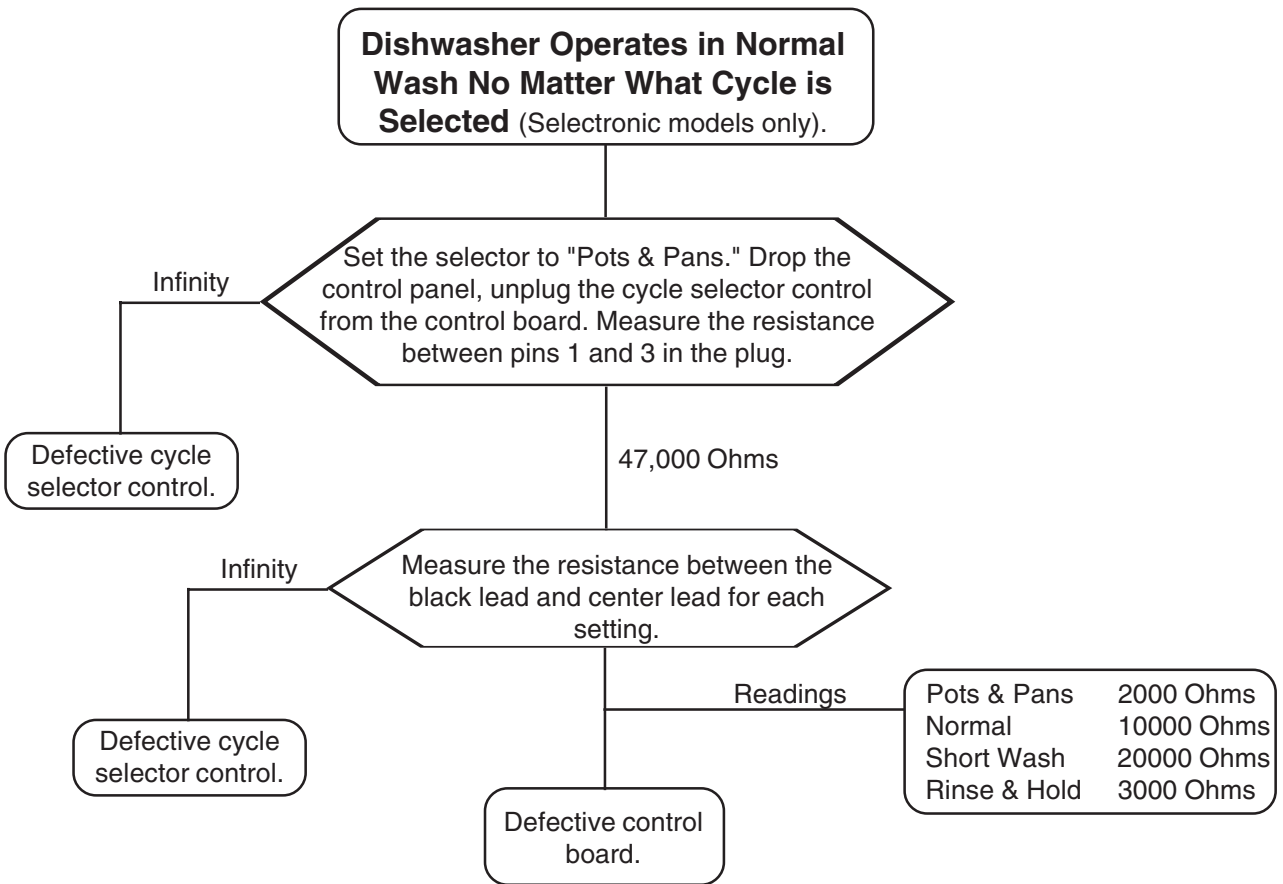 Dishwasher Operates in Normal
Wash No Matter What Cycle is
Selected (Selectronic models only).
Infinity
Set the selector to "Pots & Pans." Drop the
control panel, unplug the cycle selector control
from the control board. Measure the resistance
between pins 1 and 3 in the plug.
Defective cycle
selector control.
47,000 Ohms
Infinity
Measure the resistance between the
black lead and center lead for each
setting.
Defective cycle
selector control.
Readings
Pots & Pans 2000 Ohms
Normal 10000 Ohms
Short Wash 20000 Ohms
Rinse & Hold 3000 Ohms
Defective control
board.